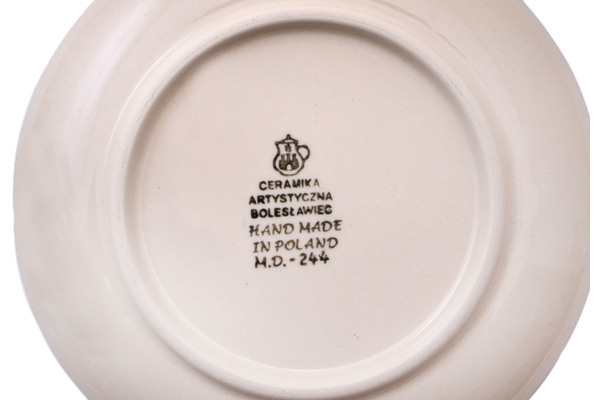 CERAMIKA
ARTYSTYCZNA
BOLESŁAWIEC
HAND MADE
IN POLAND
M.D. - 244